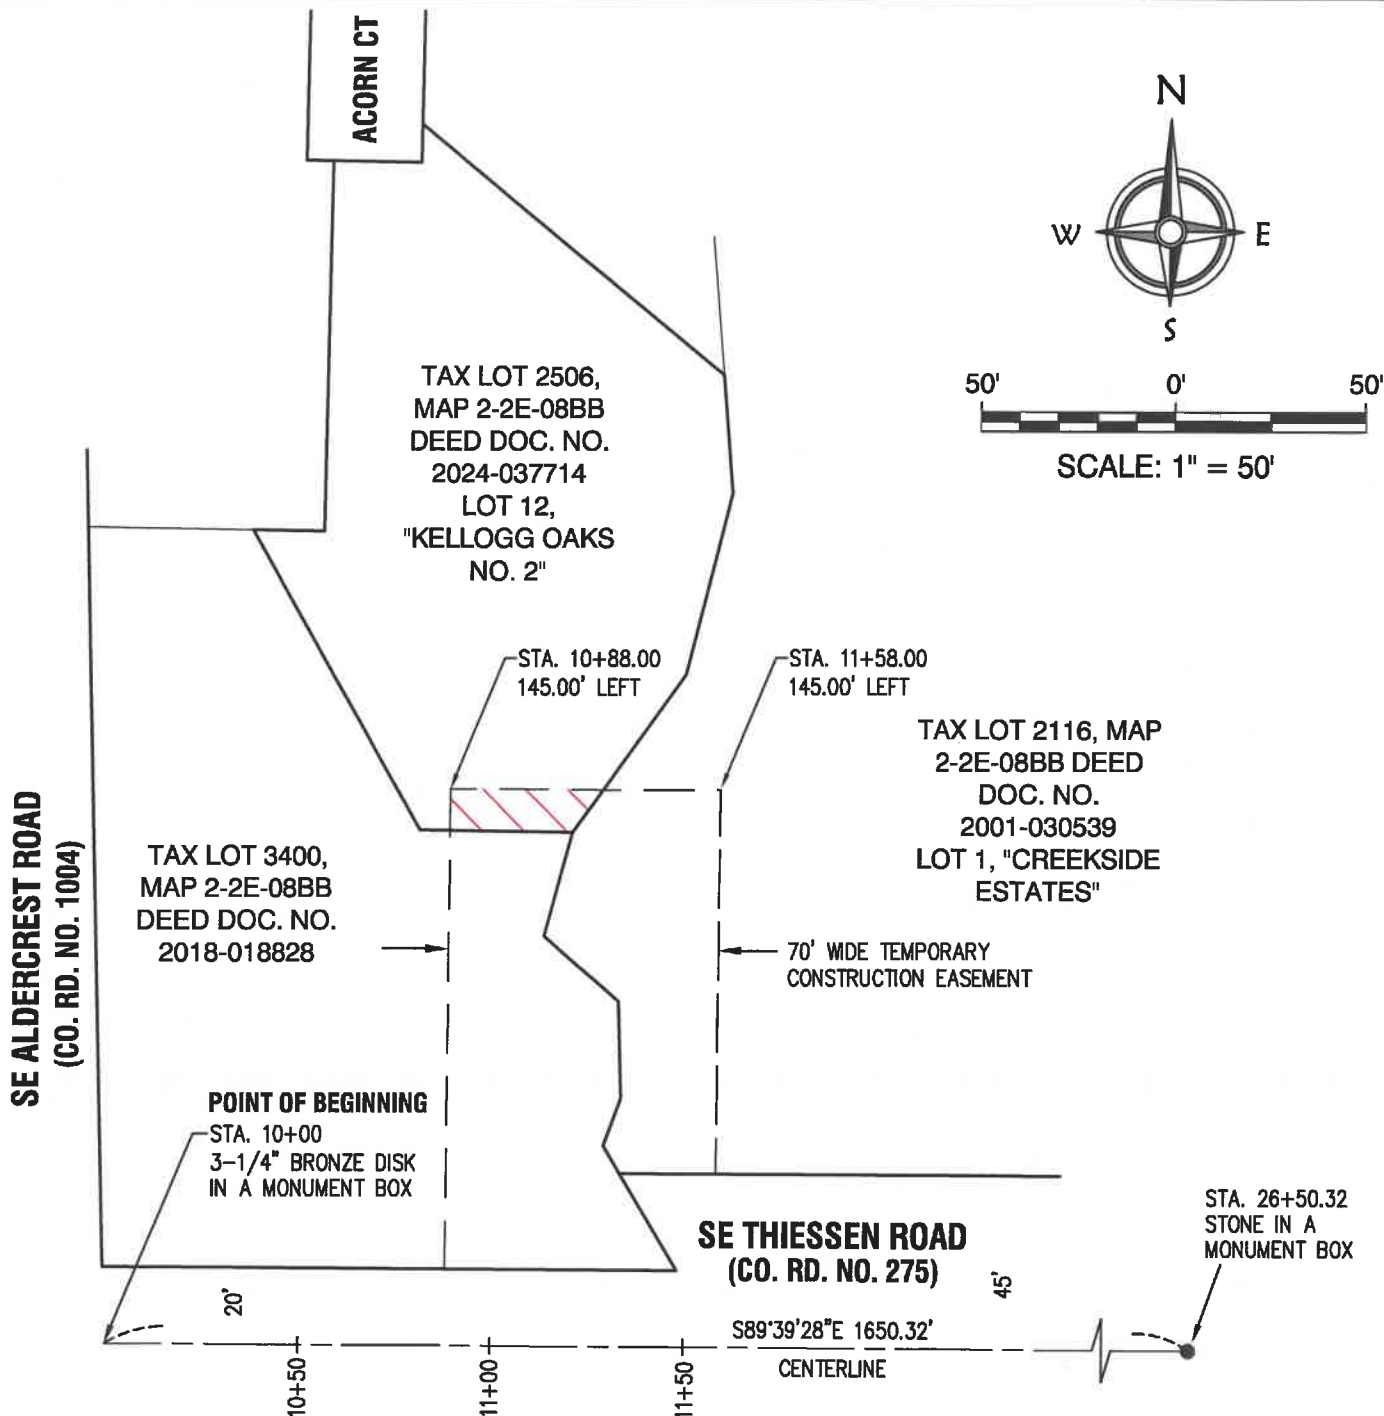 ACORN CT
N
W
E
S
50'
0'
50'
SCALE: 1" = 50'
TAX LOT 2506,
MAP 2-2E-08BB
DEED DOC. NO.
2024-037714
LOT 12,
"KELLOGG OAKS
NO. 2"
STA. 10+88.00
145.00' LEFT
STA. 11+58.00
145.00' LEFT
TAX LOT 2116, MAP
2-2E-08BB DEED
DOC. NO.
2001-030539
LOT 1, "CREEKSIDE
ESTATES"
SE ALDERCREST ROAD
(CO. RD. NO. 1004)
TAX LOT 3400,
MAP 2-2E-08BB
DEED DOC. NO.
2018-018828
70' WIDE TEMPORARY
CONSTRUCTION EASEMENT
POINT OF BEGINNING
STA. 10+00
3-1/4" BRONZE DISK
IN A MONUMENT BOX
STA. 26+50.32
STONE IN A
MONUMENT BOX
SE THIESSEN ROAD
(CO. RD. NO. 275)
20'
45'
S89°39'28"E 1650.32'
CENTERLINE
10+50
11+00
11+50